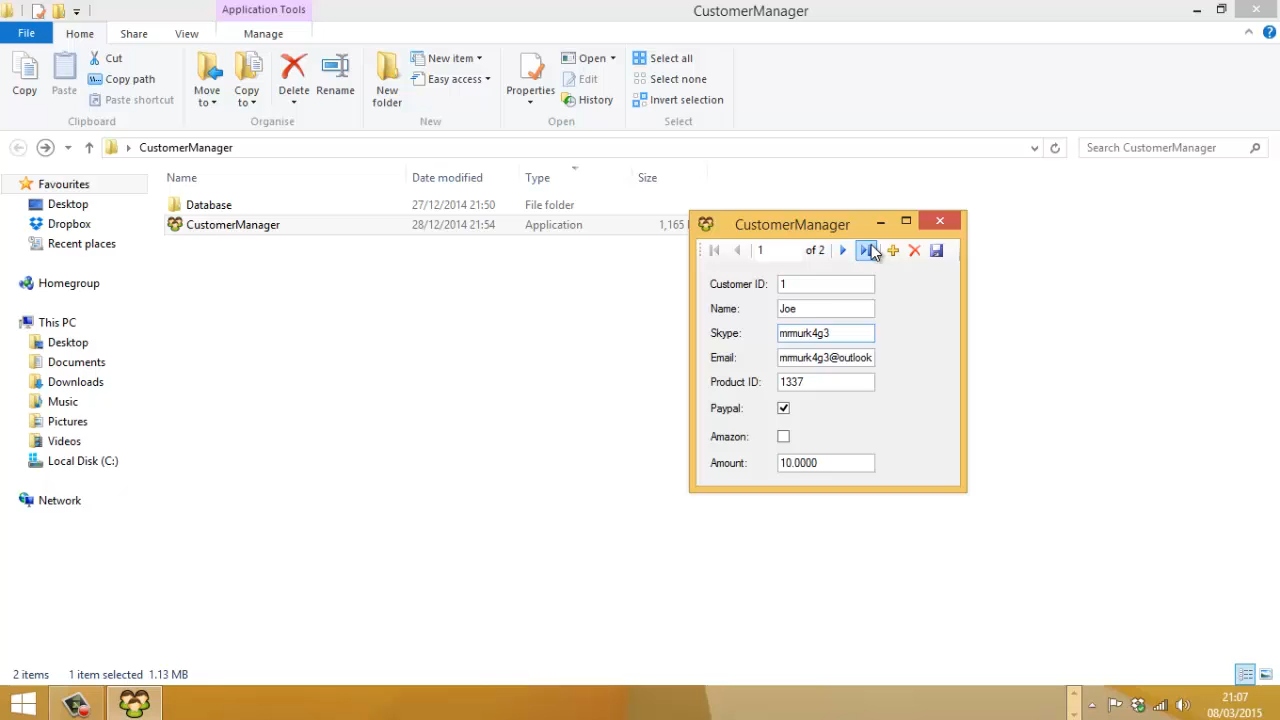 Application Tools
CustomerManager
File
Home
Share
View
Manage
Copy
Paste
Cut
Copy path
Paste shortcut
Clipboard
Move to
Copy to
Delete
Rename
Organise
New folder
New item
Easy access
New
Properties
Open
Edit
History
Open
Select all
Select none
Invert selection
Select
CustomerManager
Search CustomerManager
Favourites
Desktop
Dropbox
Recent places
Homegroup
This PC
Desktop
Documents
Downloads
Music
Pictures
Videos
Local Disk (C:)
Network
Name Date modified Type Size
Database 27/12/2014 21:50 File folder
CustomerManager 28/12/2014 21:54 Application 1,165
CustomerManager
1 of 2
Customer ID: 1
Name: Joe
Skype: mrmurk4g3
Email: mrmurk4g3@outlook
Product ID: 1337
Paypal:
Amazon:
Amount: 10.0000
2 items 1 item selected 1.13 MB
21:07
08/03/2015